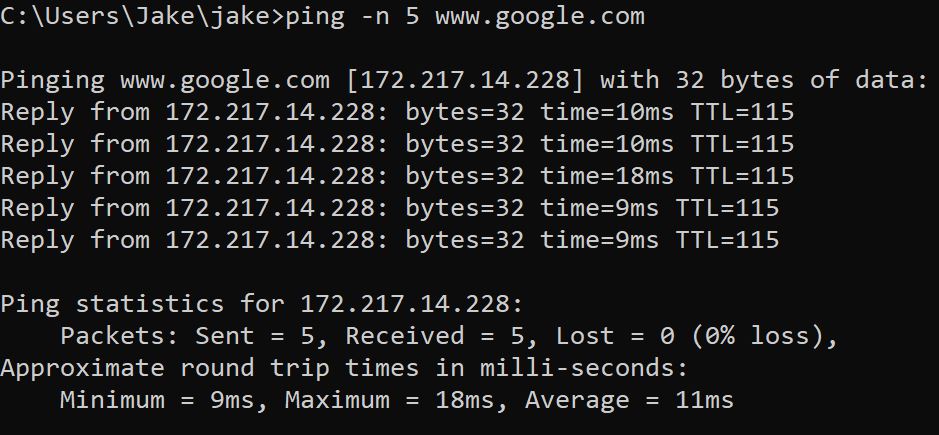 C:\Users\Jake\jake>ping -n 5 www.google.com
Pinging www.google.com [172.217.14.228] with 32 bytes of data:
Reply from 172.217.14.228: bytes=32 time=10ms TTL=115
Reply from 172.217.14.228: bytes=32 time=10ms TTL=115
Reply from 172.217.14.228: bytes=32 time=18ms TTL=115
Reply from 172.217.14.228: bytes=32 time=9ms TTL=115
Reply from 172.217.14.228: bytes=32 time=9ms TTL=115
Ping statistics for 172.217.14.228:
    Packets: Sent = 5, Received = 5, Lost = 0 (0% loss),
Approximate round trip times in milli-seconds:
    Minimum = 9ms, Maximum = 18ms, Average = 11ms